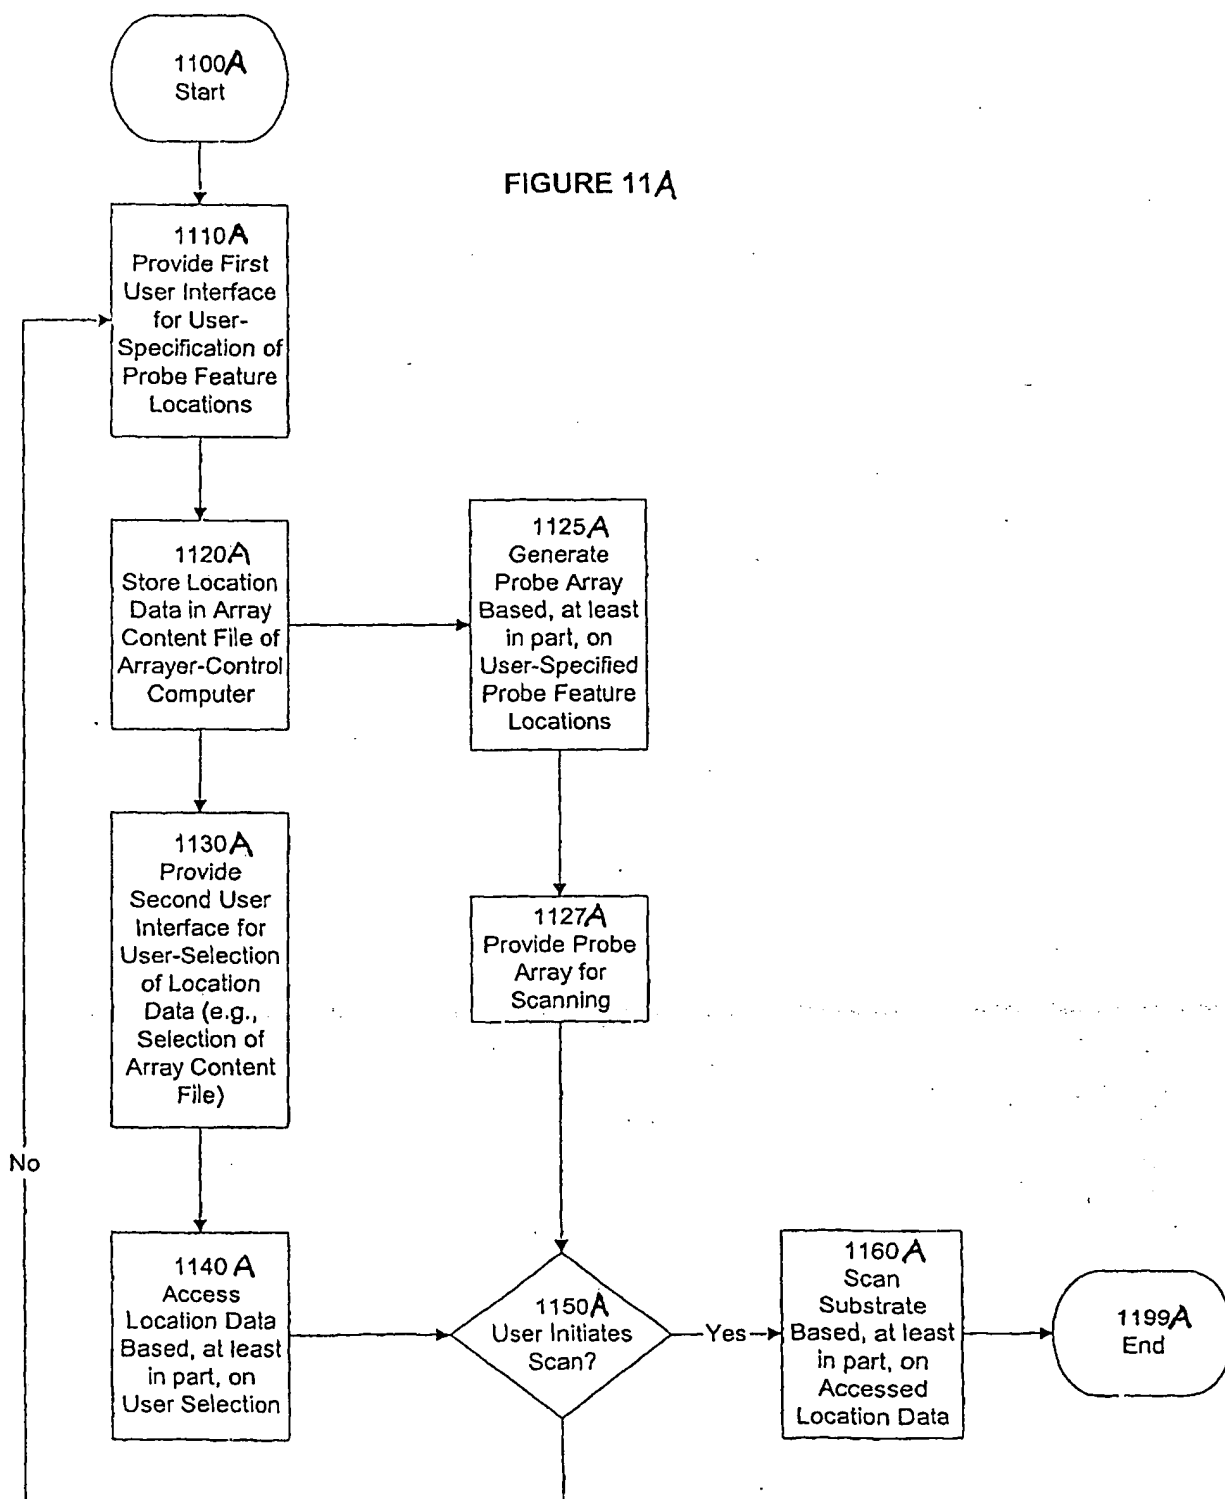 1100A
Start
FIGURE 11A
1110A
Provide First
User Interface
for User-
Specification of
Probe Feature
Locations
1120A
Store Location
Data in Array
Content File of
Arrayer-Control
Computer
1125A
Generate
Probe Array
Based, at least
in part, on
User-Specified
Probe Feature
Locations
1130A
Provide
Second User
Interface for
User-Selection
of Location
Data (e.g.,
Selection of
Array Content
File)
1127A
Provide Probe
Array for
Scanning
No
1140A
Access
Location Data
Based, at least
in part, on
User Selection
1150A
User Initiates
Scan?
Yes
1160A
Scan
Substrate
Based, at least
in part, on
Accessed
Location Data
1199A
End